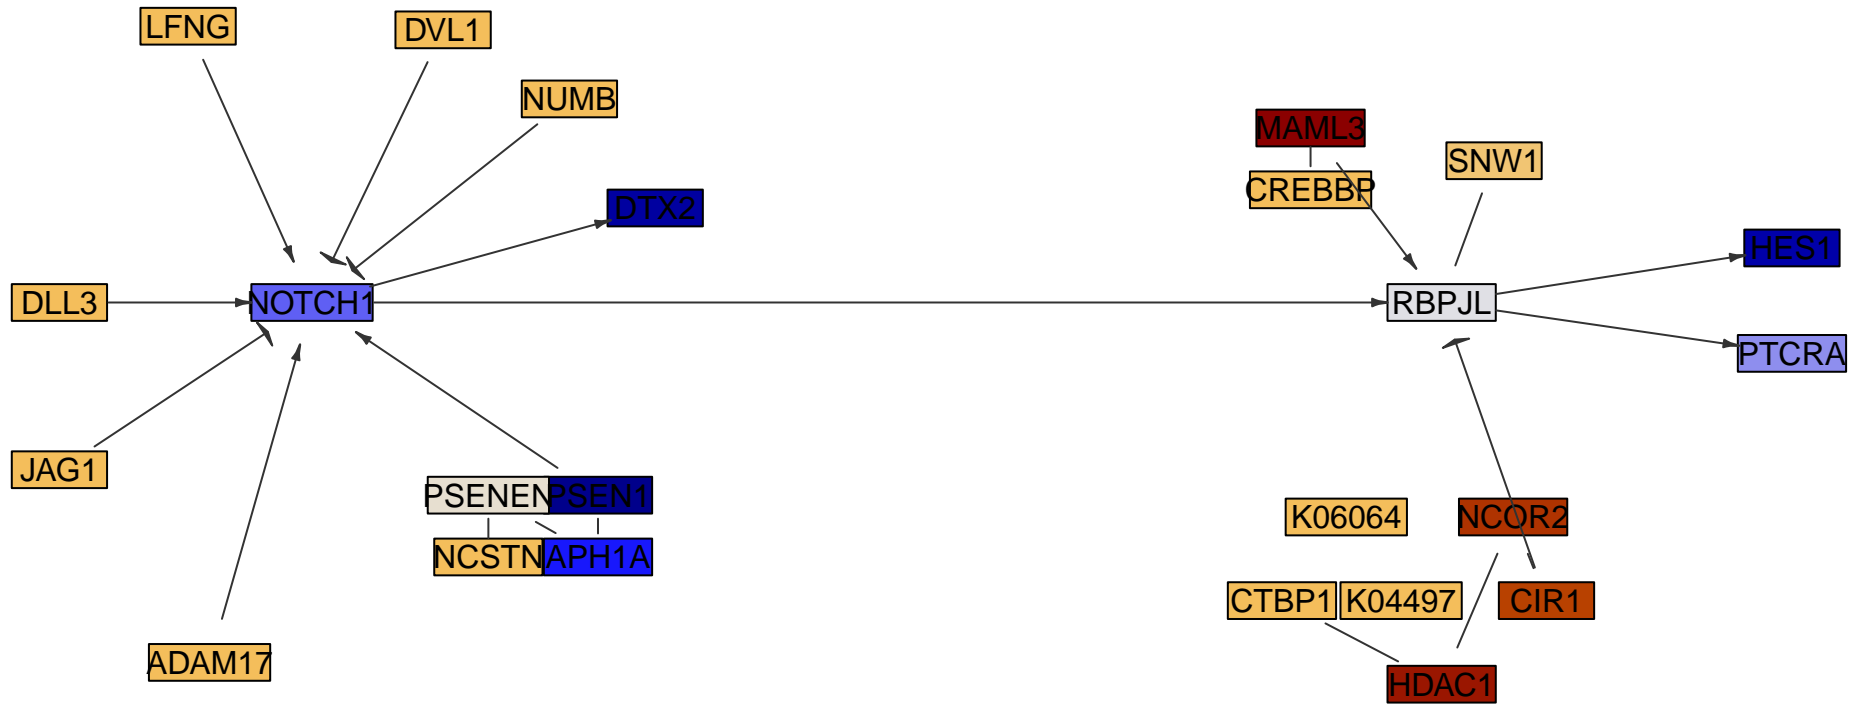 LFNG
DVL1
NUMB
MAML3
SNW1
CREBBP
DTX2
HES1
DLL3
NOTCH1
RBPJL
PTCRA
JAG1
PSENEN
PSEN1
K06064
NCOR2
NCSTN
APH1A
CTBP1
K04497
CIR1
ADAM17
HDAC1